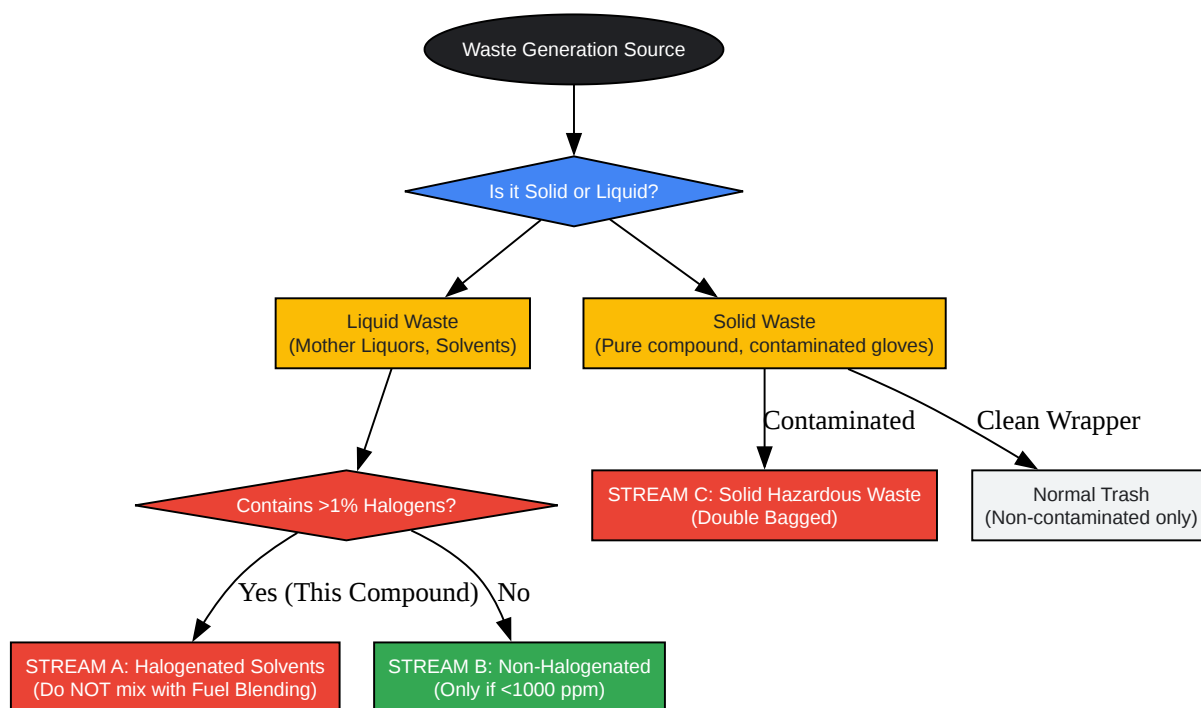 Waste Generation Source
Is it Solid or Liquid?
Liquid Waste
(Mother Liquors, Solvents)
Solid Waste
(Pure compound, contaminated gloves)
Contaminated
Clean Wrapper
Contains >1% Halogens?
STREAM C: Solid Hazardous Waste
(Double Bagged)
Normal Trash
(Non-contaminated only)
Yes (This Compound)
No
STREAM A: Halogenated Solvents
(Do NOT mix with Fuel Blending)
STREAM B: Non-Halogenated
(Only if <1000 ppm)